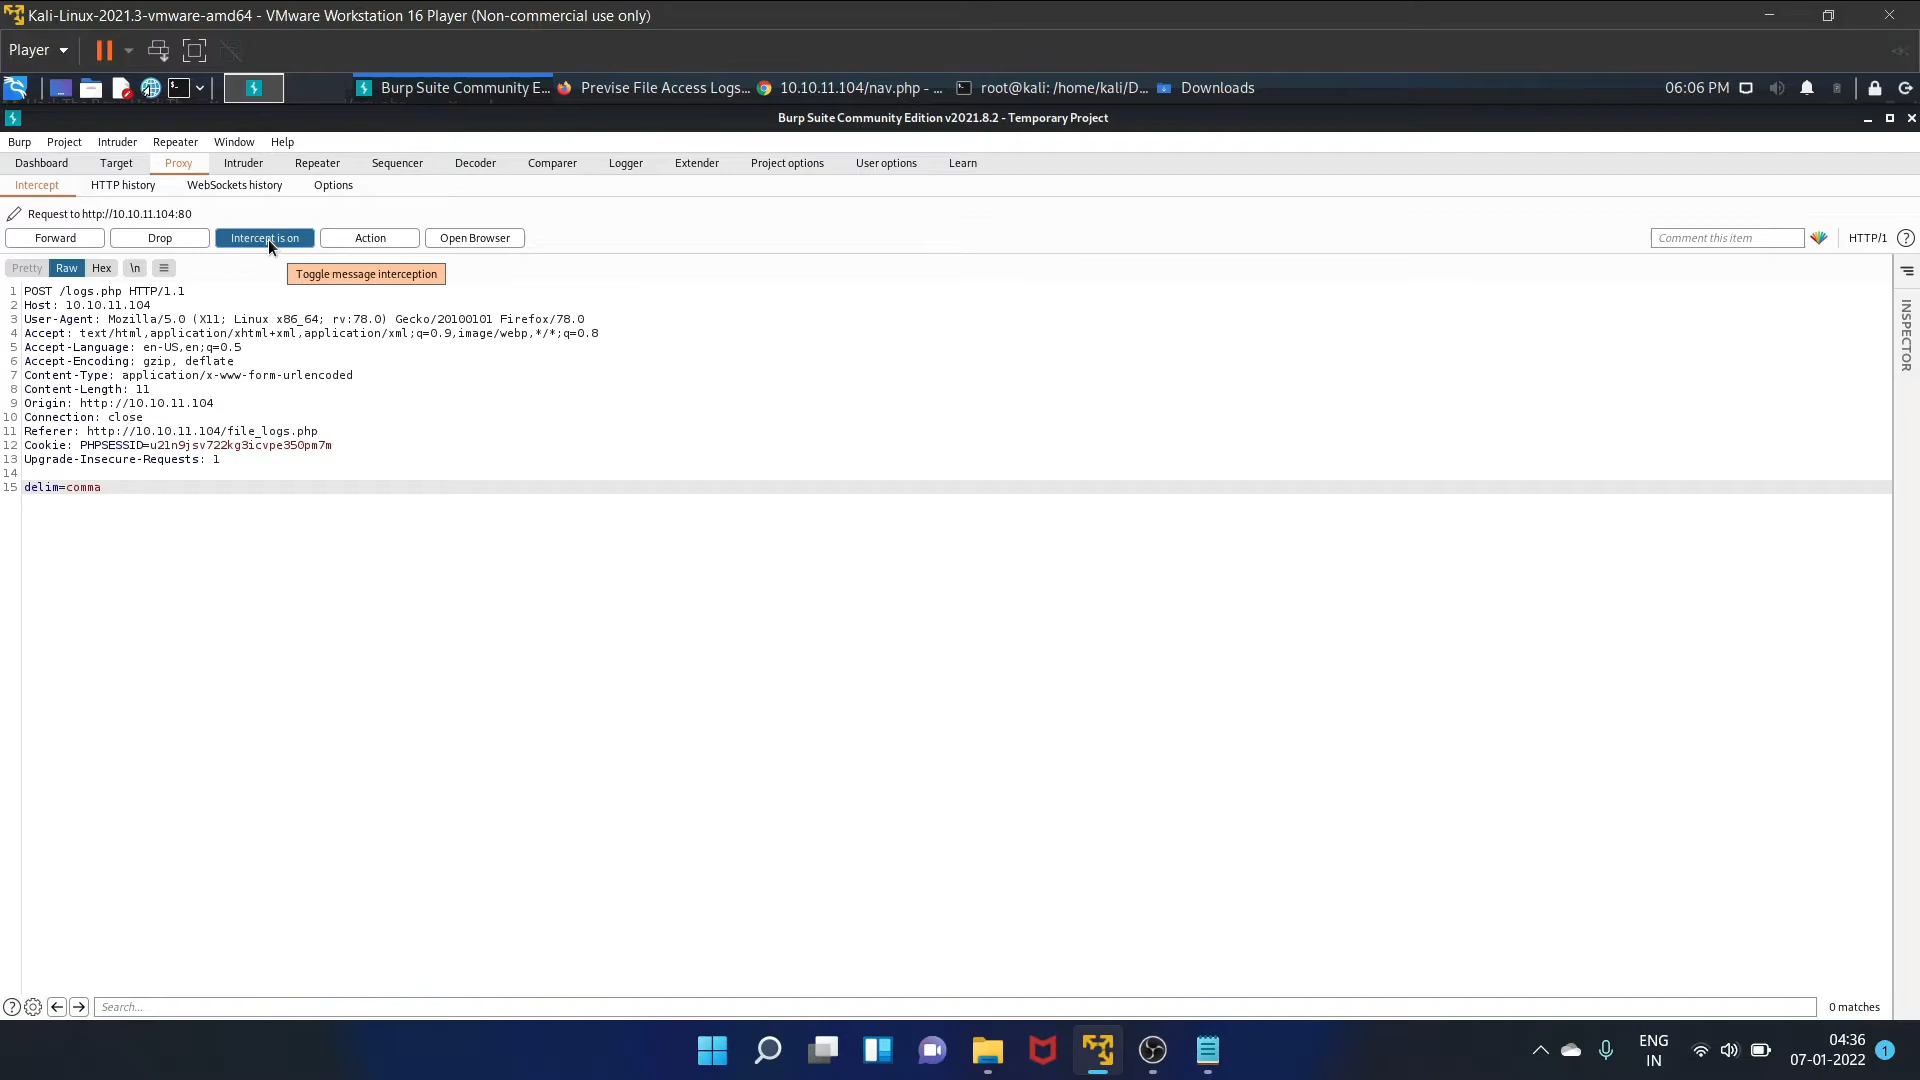 Kali-Linux-2021.3-vmware-amd64 - VMware Workstation 16 Player (Non-commercial use only)
Player
Burp Suite Community E... Previse File Access Logs... 10.10.11.104/nav.php - ... root@kali: /home/kali/D... Downloads 06:06 PM
Burp Suite Community Edition v2021.8.2 - Temporary Project
Burp Project Intruder Repeater Window Help
Dashboard Target Proxy Intruder Repeater Sequencer Decoder Comparer Logger Extender Project options User options Learn
Intercept HTTP history WebSockets history Options
Request to http://10.10.11.104:80
Forward Drop Intercept is on Action Open Browser Comment this item HTTP/1 ?
Pretty Raw Hex \n
Toggle message interception
INSPECTOR
1 POST /logs.php HTTP/1.1
2 Host: 10.10.11.104
3 User-Agent: Mozilla/5.0 (X11; Linux x86_64; rv:78.0) Gecko/20100101 Firefox/78.0
4 Accept: text/html,application/xhtml+xml,application/xml;q=0.9,image/webp,*/*;q=0.8
5 Accept-Language: en-US,en;q=0.5
6 Accept-Encoding: gzip, deflate
7 Content-Type: application/x-www-form-urlencoded
8 Content-Length: 11
9 Origin: http://10.10.11.104
10 Connection: close
11 Referer: http://10.10.11.104/file_logs.php
12 Cookie: PHPSESSID=u2ln9jsv722kg3icvpe350pm7m
13 Upgrade-Insecure-Requests: 1
14
15 delim=comma
? Search... 0 matches
ENG
IN
04:36
07-01-2022
1